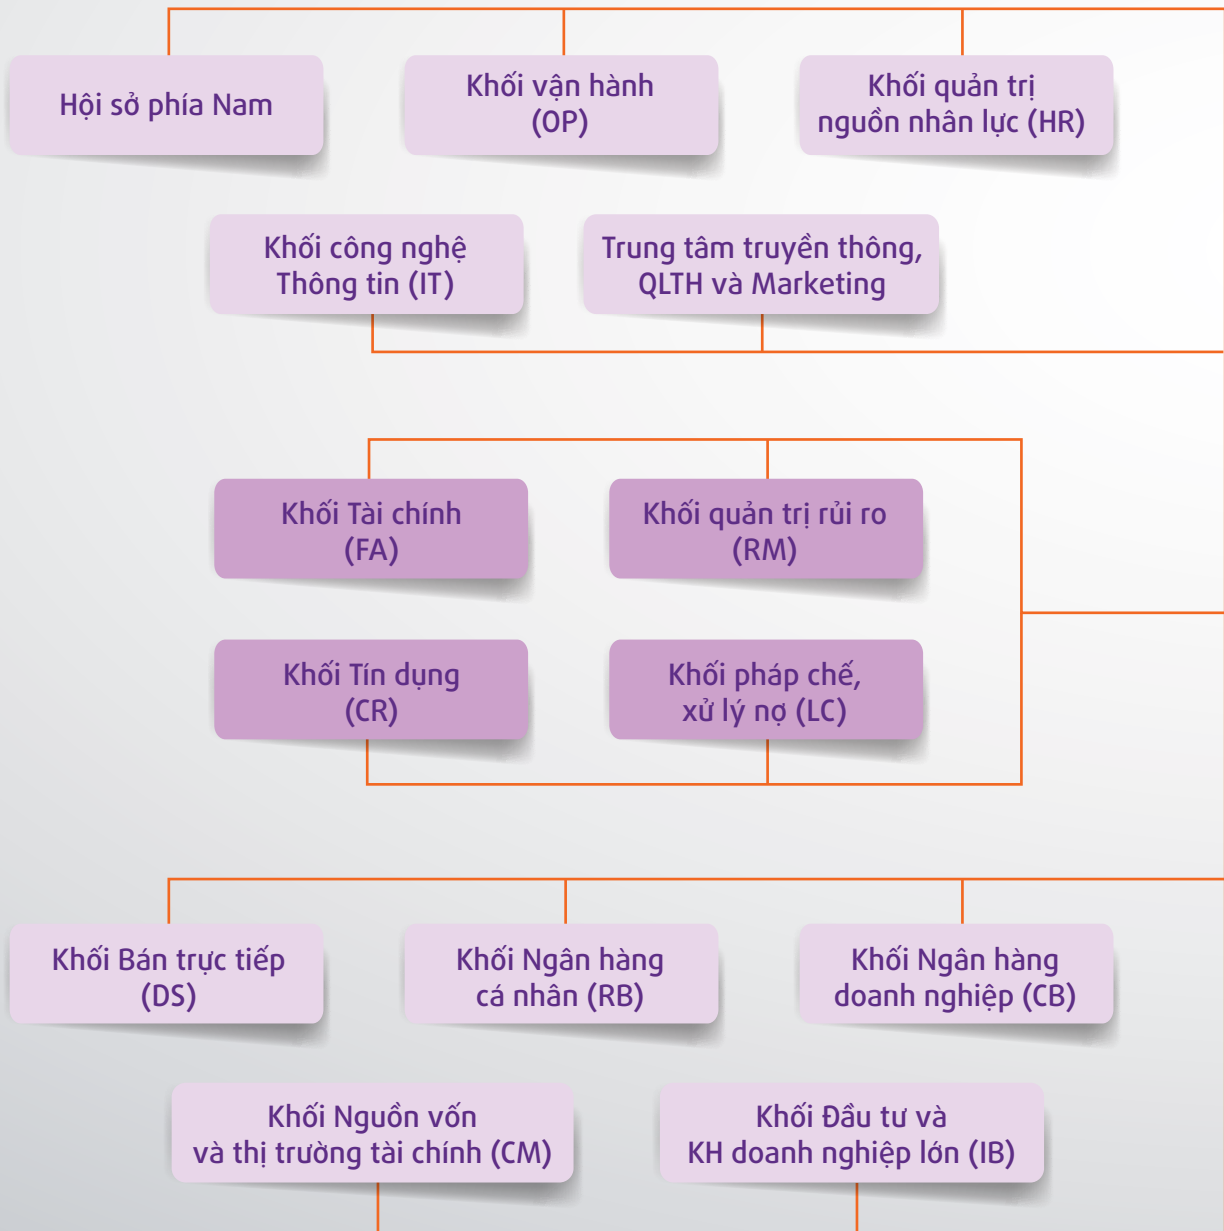 Hội sở phía Nam
Khối vận hành
(OP)
Khối quản trị
nguồn nhân lực (HR)
Khối công nghệ
Thông tin (IT)
Trung tâm truyền thông,
QLTH và Marketing
Khối Tài chính
(FA)
Khối quản trị rủi ro
(RM)
Khối Tín dụng
(CR)
Khối pháp chế,
xử lý nợ (LC)
Khối Bán trực tiếp
(DS)
Khối Ngân hàng
cá nhân (RB)
Khối Ngân hàng
doanh nghiệp (CB)
Khối Nguồn vốn
và thị trường tài chính (CM)
Khối Đầu tư và
KH doanh nghiệp lớn (IB)